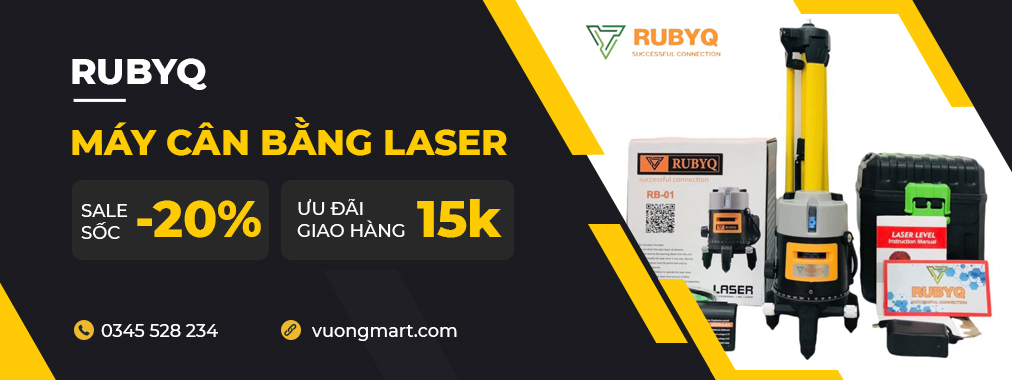 RUBYQ
MÁY CÂN BẰNG LASER
SALE
SỐC
-20%
ƯU ĐÃI
GIAO HÀNG
15k
0345 528 234
vuongmart.com
RUBYQ
SUCCESSFUL CONNECTION
RUBYQ
successful connection
RB-01
LASER
LASER LEVEL
Instruction Manual
RUBYQ
SUCCESSFUL CONNECTION